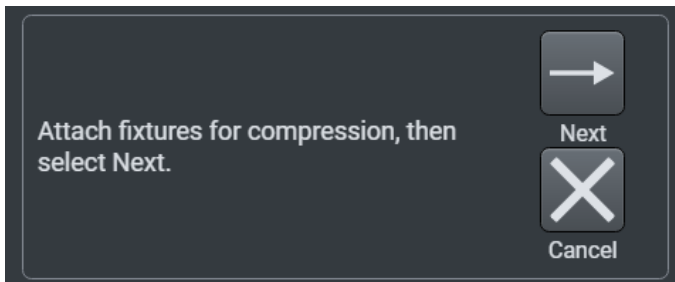 Attach fixtures for compression, then
select Next.
Next
Cancel